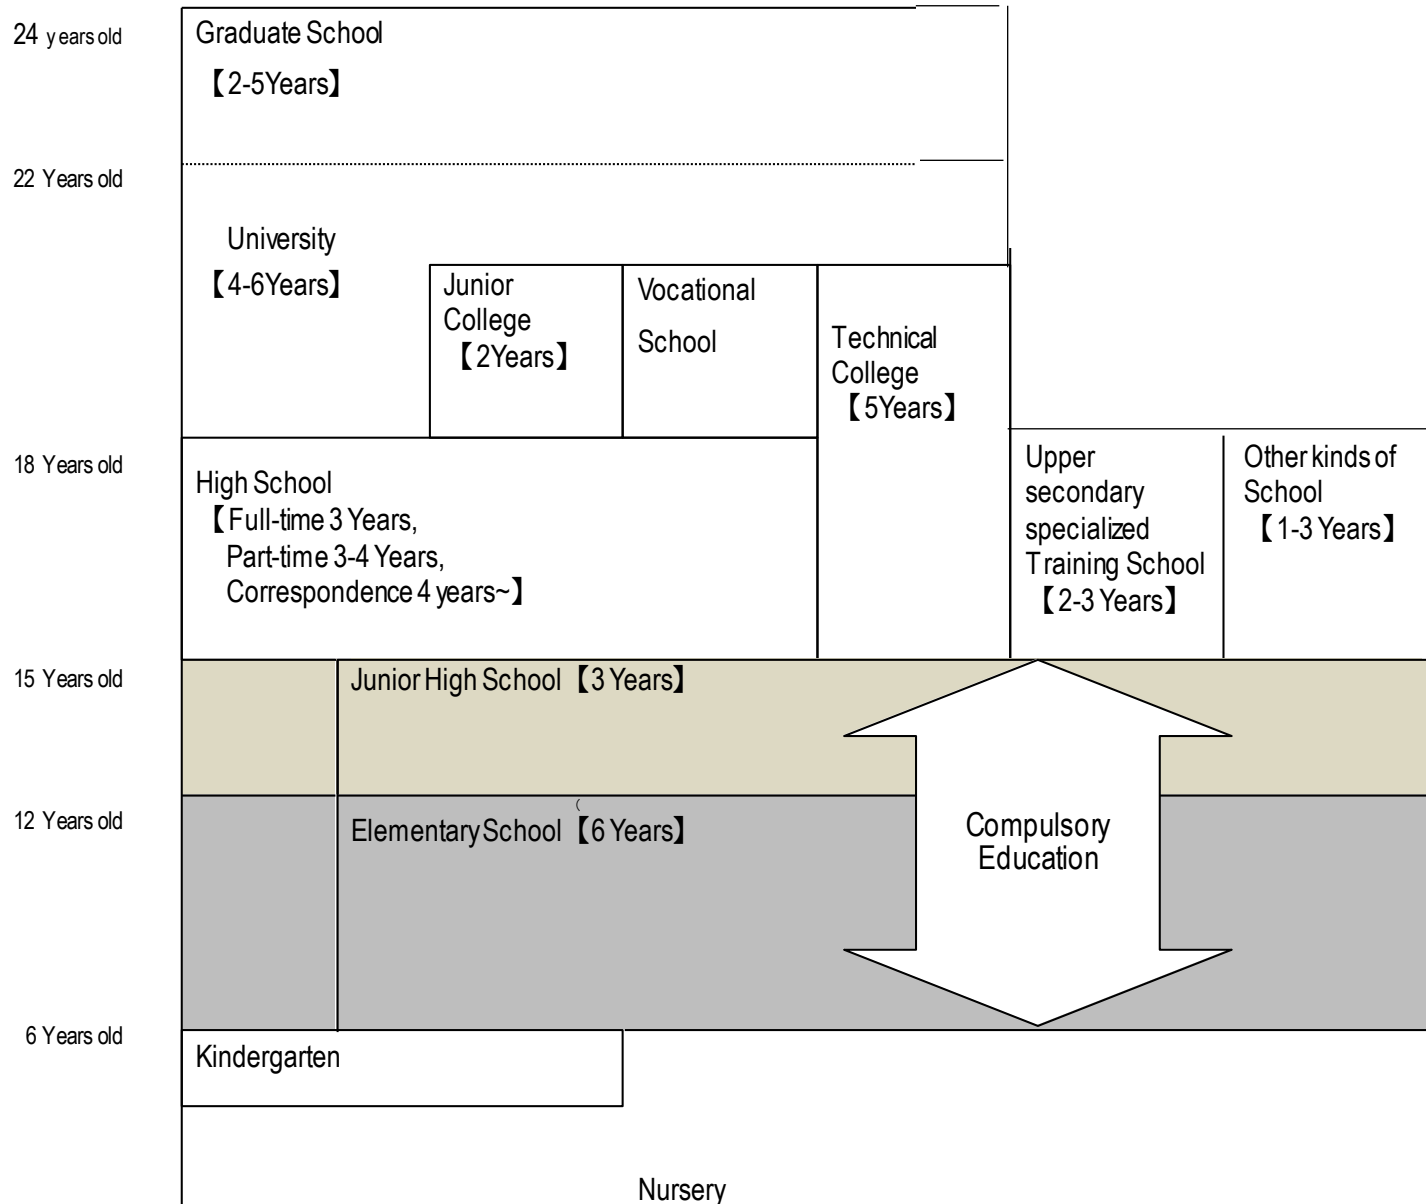 24 years old
Graduate School
【2-5Years】
22 Years old
University
【4-6Years】
Junior
College
【2Years】
Vocational
School
Technical
College
【5Years】
18 Years old
High School
【Full-time 3 Years,
Part-time 3-4 Years,
Correspondence 4 years~】
Upper
secondary
specialized
Training School
【2-3 Years】
Other kinds of
School
【1-3 Years】
15 Years old
Junior High School【3 Years】
12 Years old
(
Elementary School【6 Years】
Compulsory
Education
6 Years old
Kindergarten
Nursery